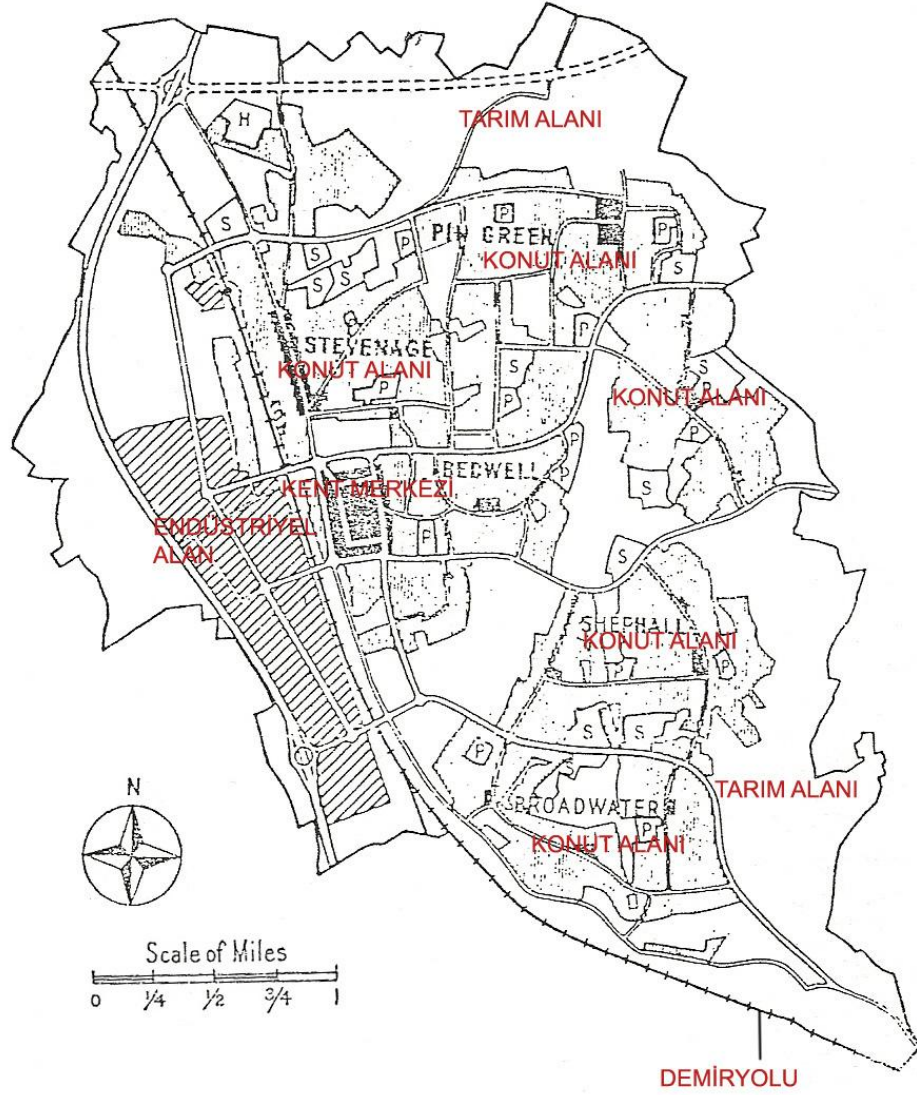 TARIM ALANI
H
S
P
PIN GREEN
P
S
P
KONUT ALANI
S
S
S
P
STEVENAGE
KONUT ALANI
P
S
P
S
P
KONUT ALANI
P
BEDWELL
P
S
KENT MERKEZİ
ENDÜSTRİYEL
ALAN
P
S
SHEPHALL
KONUT ALANI
P
P
S
S
P
TARIM ALANI
BROADWATER
P
KONUT ALANI
N
Scale of Miles
0 1/4 1/2 3/4 1
DEMİRYOLU